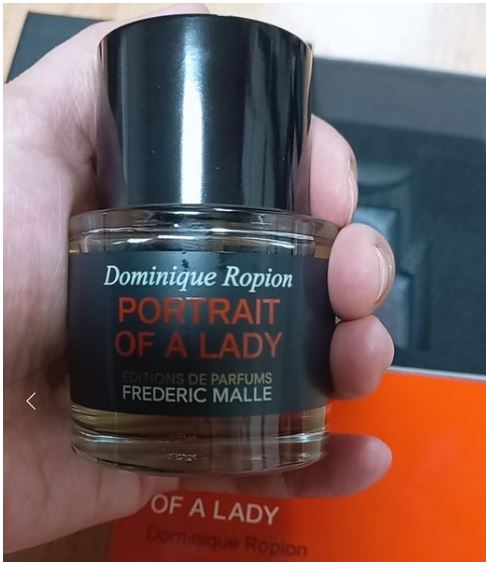 Dominique Ropion
PORTRAIT
OF A LADY
EDITIONS DE PARFUMS
FREDERIC MALLE
OF A LADY
Dominique Ropion